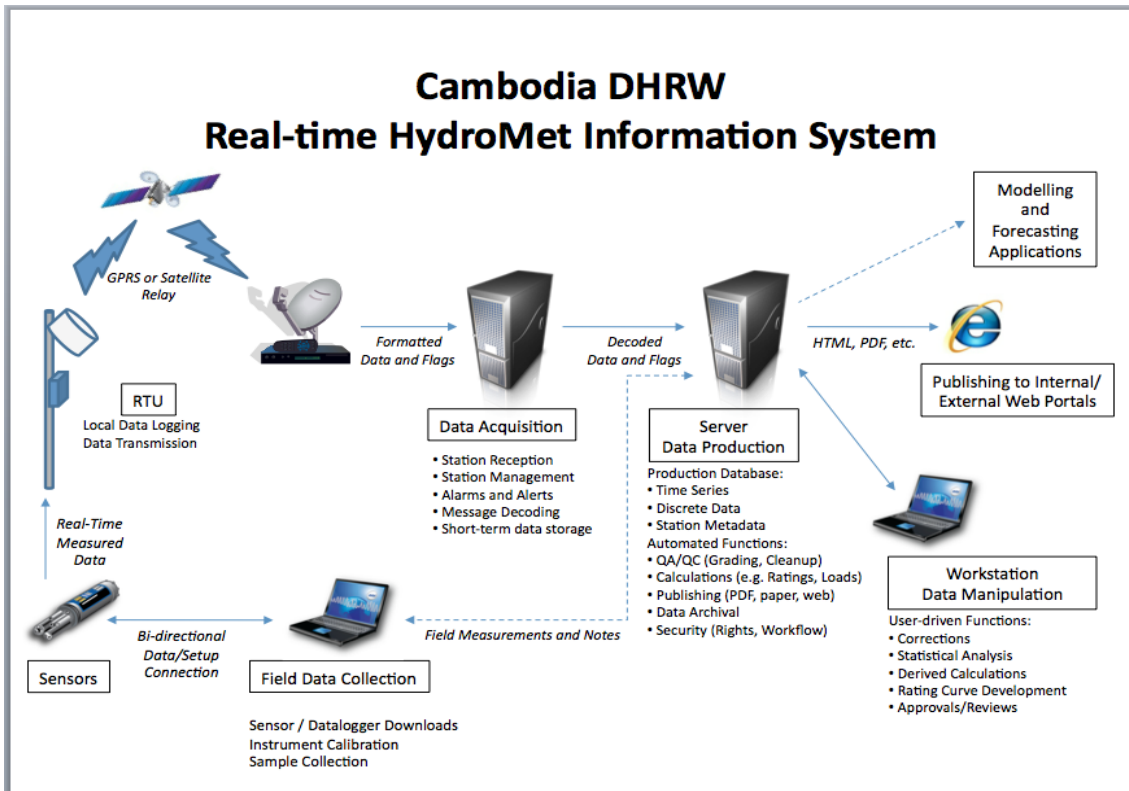 Cambodia DHRW
Real-time HydroMet Information System
GPRS or Satellite
Relay
Modelling
and
Forecasting
Applications
Formatted
Data and Flags
Decoded
Data and Flags
HTML, PDF, etc.
Publishing to Internal/
External Web Portals
RTU
Local Data Logging
Data Transmission
Data Acquisition
• Station Reception
• Station Management
• Alarms and Alerts
• Message Decoding
• Short-term data storage
Server
Data Production
Production Database:
• Time Series
• Discrete Data
• Station Metadata
Automated Functions:
• QA/QC (Grading, Cleanup)
• Calculations (e.g. Ratings, Loads)
• Publishing (PDF, paper, web)
• Data Archival
• Security (Rights, Workflow)
Real-Time
Measured
Data
Workstation
Data Manipulation
User-driven Functions:
• Corrections
• Statistical Analysis
• Derived Calculations
• Rating Curve Development
• Approvals/Reviews
Sensors
Bi-directional
Data/Setup
Connection
Field Measurements and Notes
Field Data Collection
Sensor / Datalogger Downloads
Instrument Calibration
Sample Collection